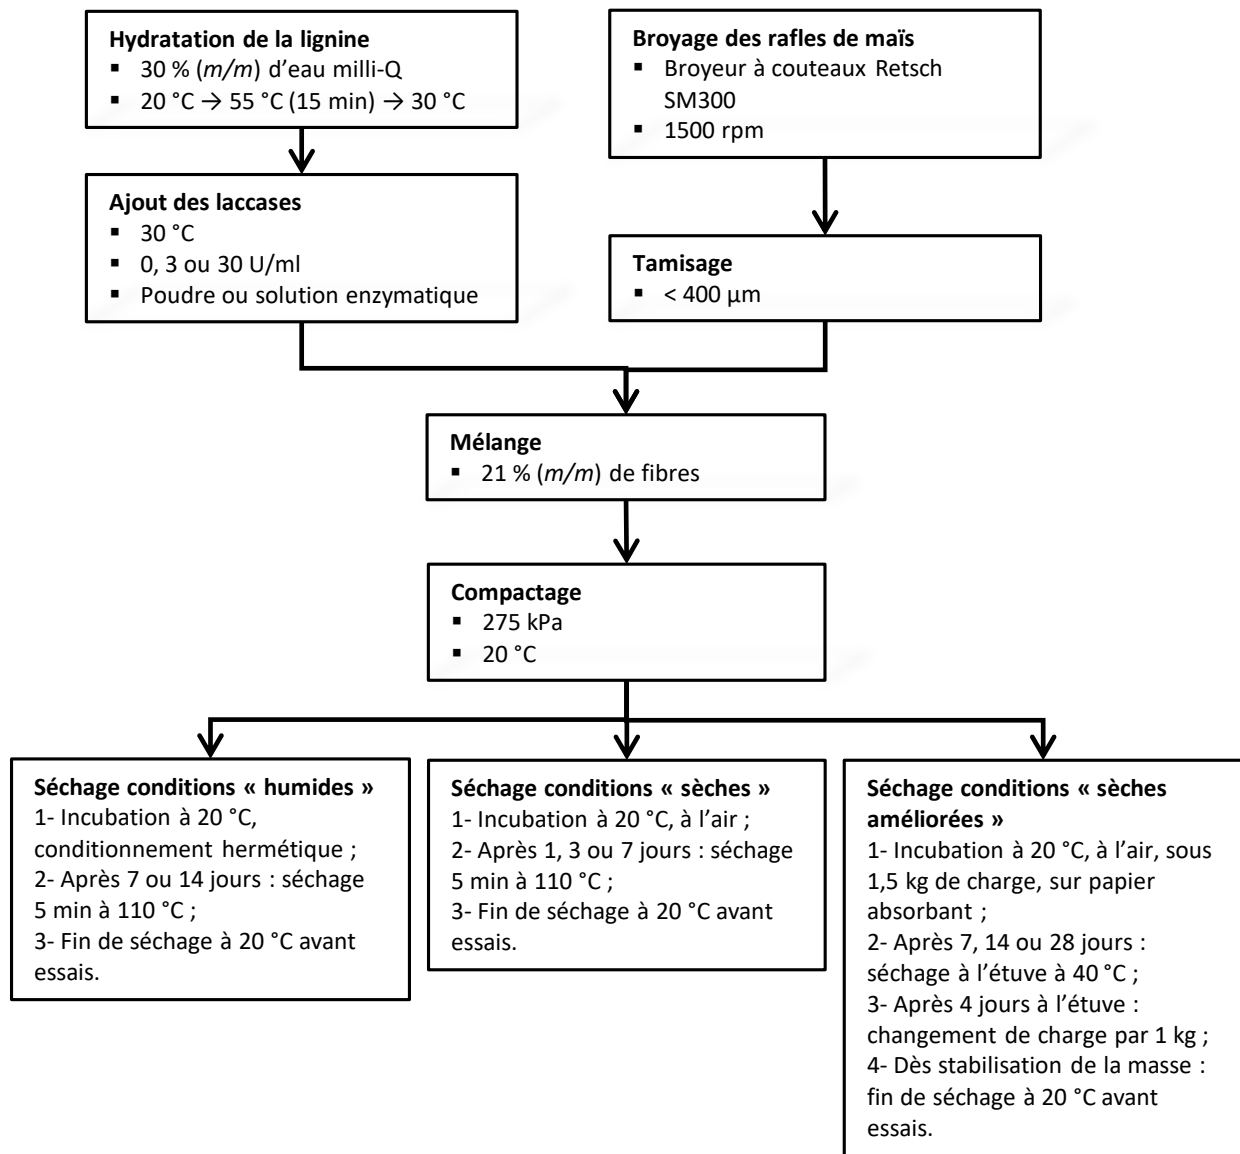 Hydratation de la lignine
▪ 30 % (m/m) d’eau milli-Q
▪ 20 °C → 55 °C (15 min) → 30 °C
Broyage des rafles de maïs
▪ Broyeur à couteaux Retsch
SM300
▪ 1500 rpm
Ajout des laccases
▪ 30 °C
▪ 0, 3 ou 30 U/ml
▪ Poudre ou solution enzymatique
Tamisage
▪ < 400 µm
Mélange
▪ 21 % (m/m) de fibres
Compactage
▪ 275 kPa
▪ 20 °C
Séchage conditions « humides »
1- Incubation à 20 °C,
conditionnement hermétique ;
2- Après 7 ou 14 jours : séchage
5 min à 110 °C ;
3- Fin de séchage à 20 °C avant
essais.
Séchage conditions « sèches »
1- Incubation à 20 °C, à l’air ;
2- Après 1, 3 ou 7 jours : séchage
5 min à 110 °C ;
3- Fin de séchage à 20 °C avant
essais.
Séchage conditions « sèches
améliorées »
1- Incubation à 20 °C, à l’air, sous
1,5 kg de charge, sur papier
absorbant ;
2- Après 7, 14 ou 28 jours :
séchage à l’étuve à 40 °C ;
3- Après 4 jours à l’étuve :
changement de charge par 1 kg ;
4- Dès stabilisation de la masse :
fin de séchage à 20 °C avant
essais.